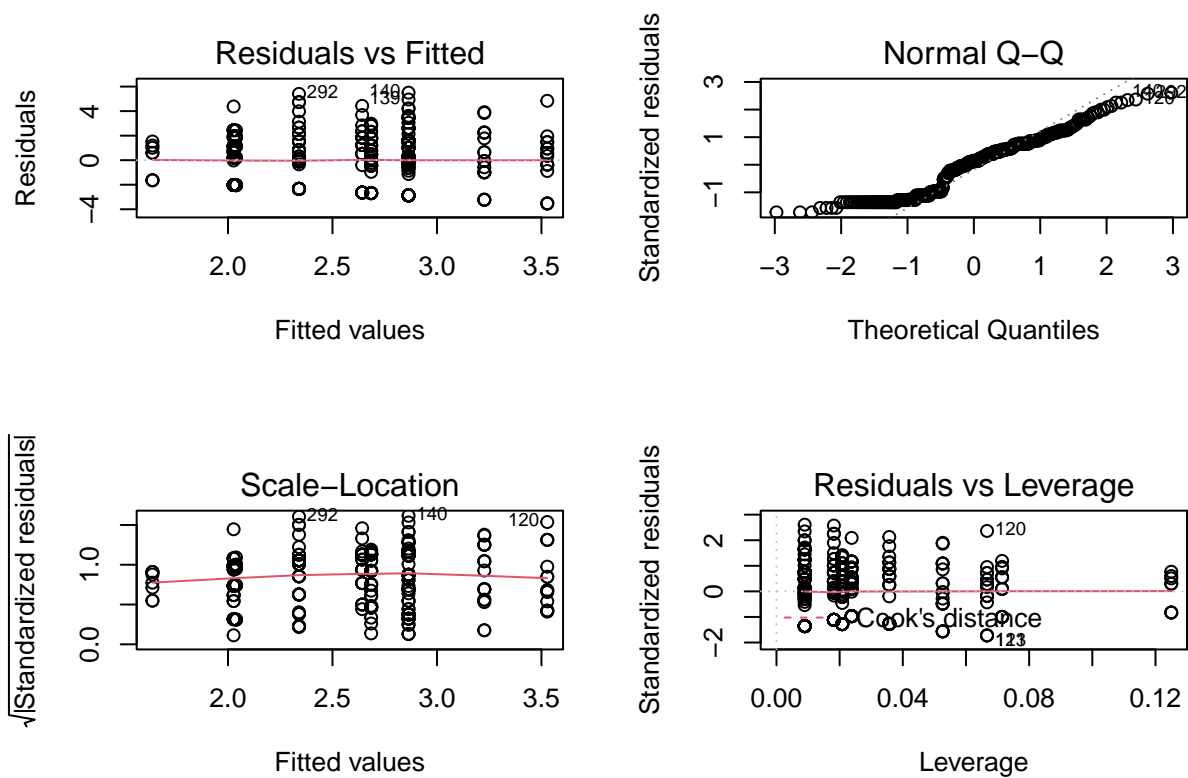 Residuals vs Fitted
Residuals
4
0
−4
292
140
139
2.0 2.5 3.0 3.5
Fitted values
Normal Q−Q
Standardized residuals
3
1
−1
120
−3 −2 −1 0 1 2 3
Theoretical Quantiles
Scale−Location
√|Standardized residuals|
1.0
0.0
292
140
120
2.0 2.5 3.0 3.5
Fitted values
Residuals vs Leverage
Standardized residuals
2
0
−2
120
Cook's distance
0.00 0.04 0.08 0.12
Leverage